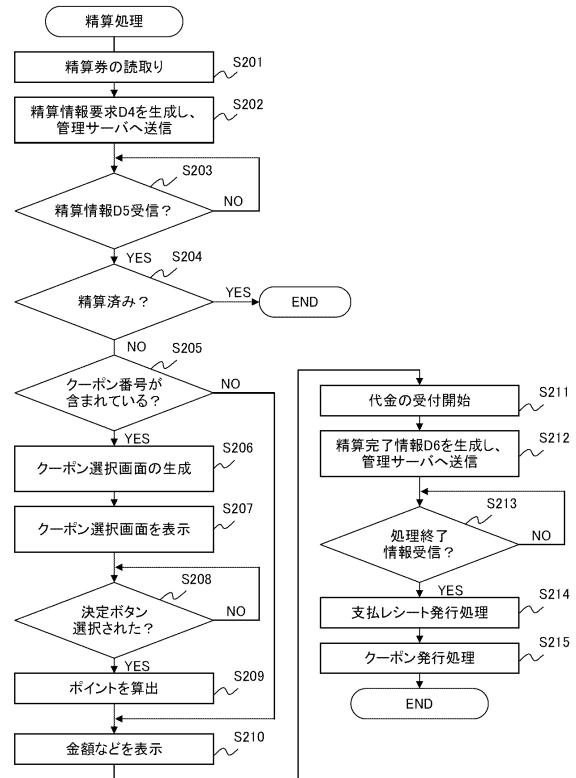 精算処理
精算券の読取り
S201
精算情報要求D4を生成し、
管理サーバへ送信
S202
S203
精算情報D5受信?
NO
YES
S204
精算済み?
YES
END
NO
S205
クーポン番号が
含まれている?
NO
YES
S206
クーポン選択画面の生成
S207
クーポン選択画面を表示
S208
決定ボタン
選択された?
NO
YES
S209
ポイントを算出
S210
金額などを表示
S211
代金の受付開始
S212
精算完了情報D6を生成し、
管理サーバへ送信
S213
処理終了
情報受信?
NO
YES
S214
支払レシート発行処理
S215
クーポン発行処理
END